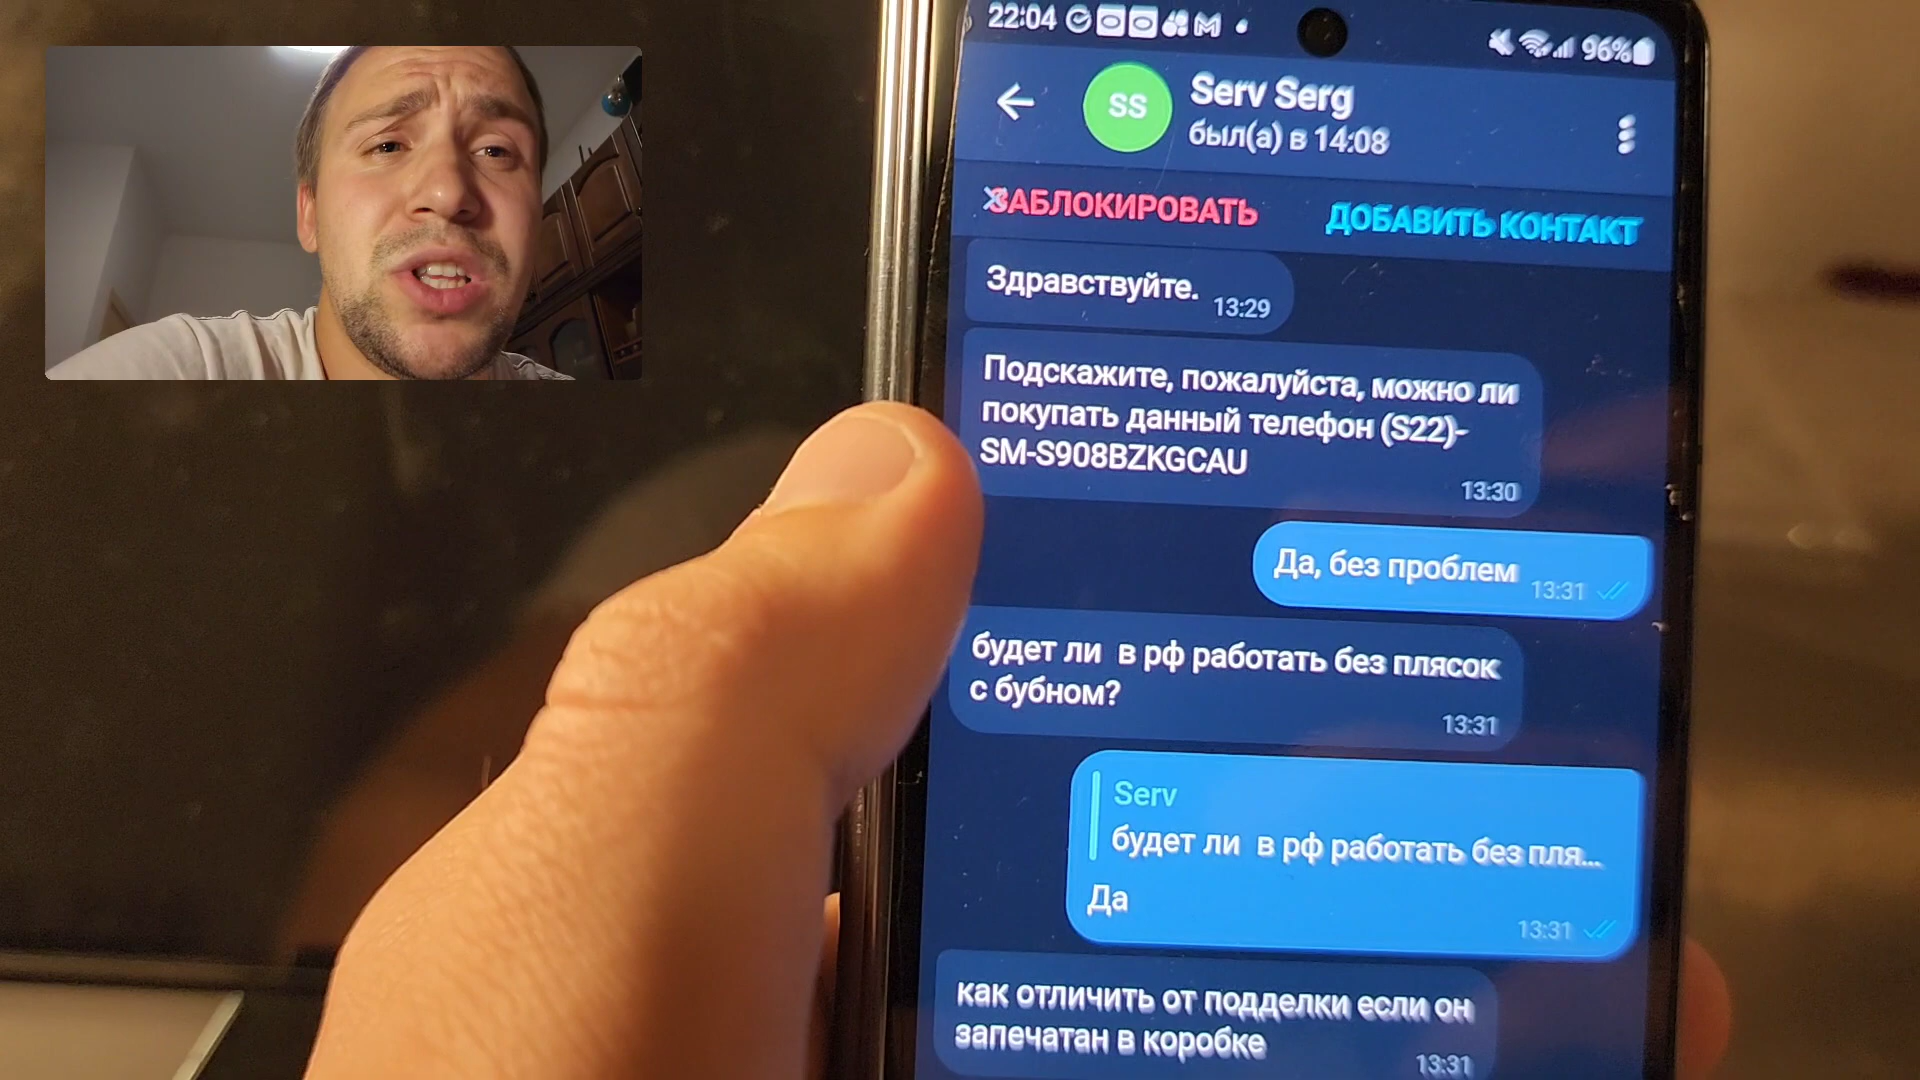 22:04
96%
SS
Serv Serg
был(а) в 14:08
ЗАБЛОКИРОВАТЬ
ДОБАВИТЬ КОНТАКТ
Здравствуйте.
13:29
Подскажите, пожалуйста, можно ли
покупать данный телефон (S22)-
SM-S908BZKGCAU
13:30
Да, без проблем
13:31
будет ли в рф работать без плясок
с бубном?
13:31
Serv
будет ли в рф работать без пля...
Да
13:31
как отличить от подделки если он
запечатан в коробке
13:31